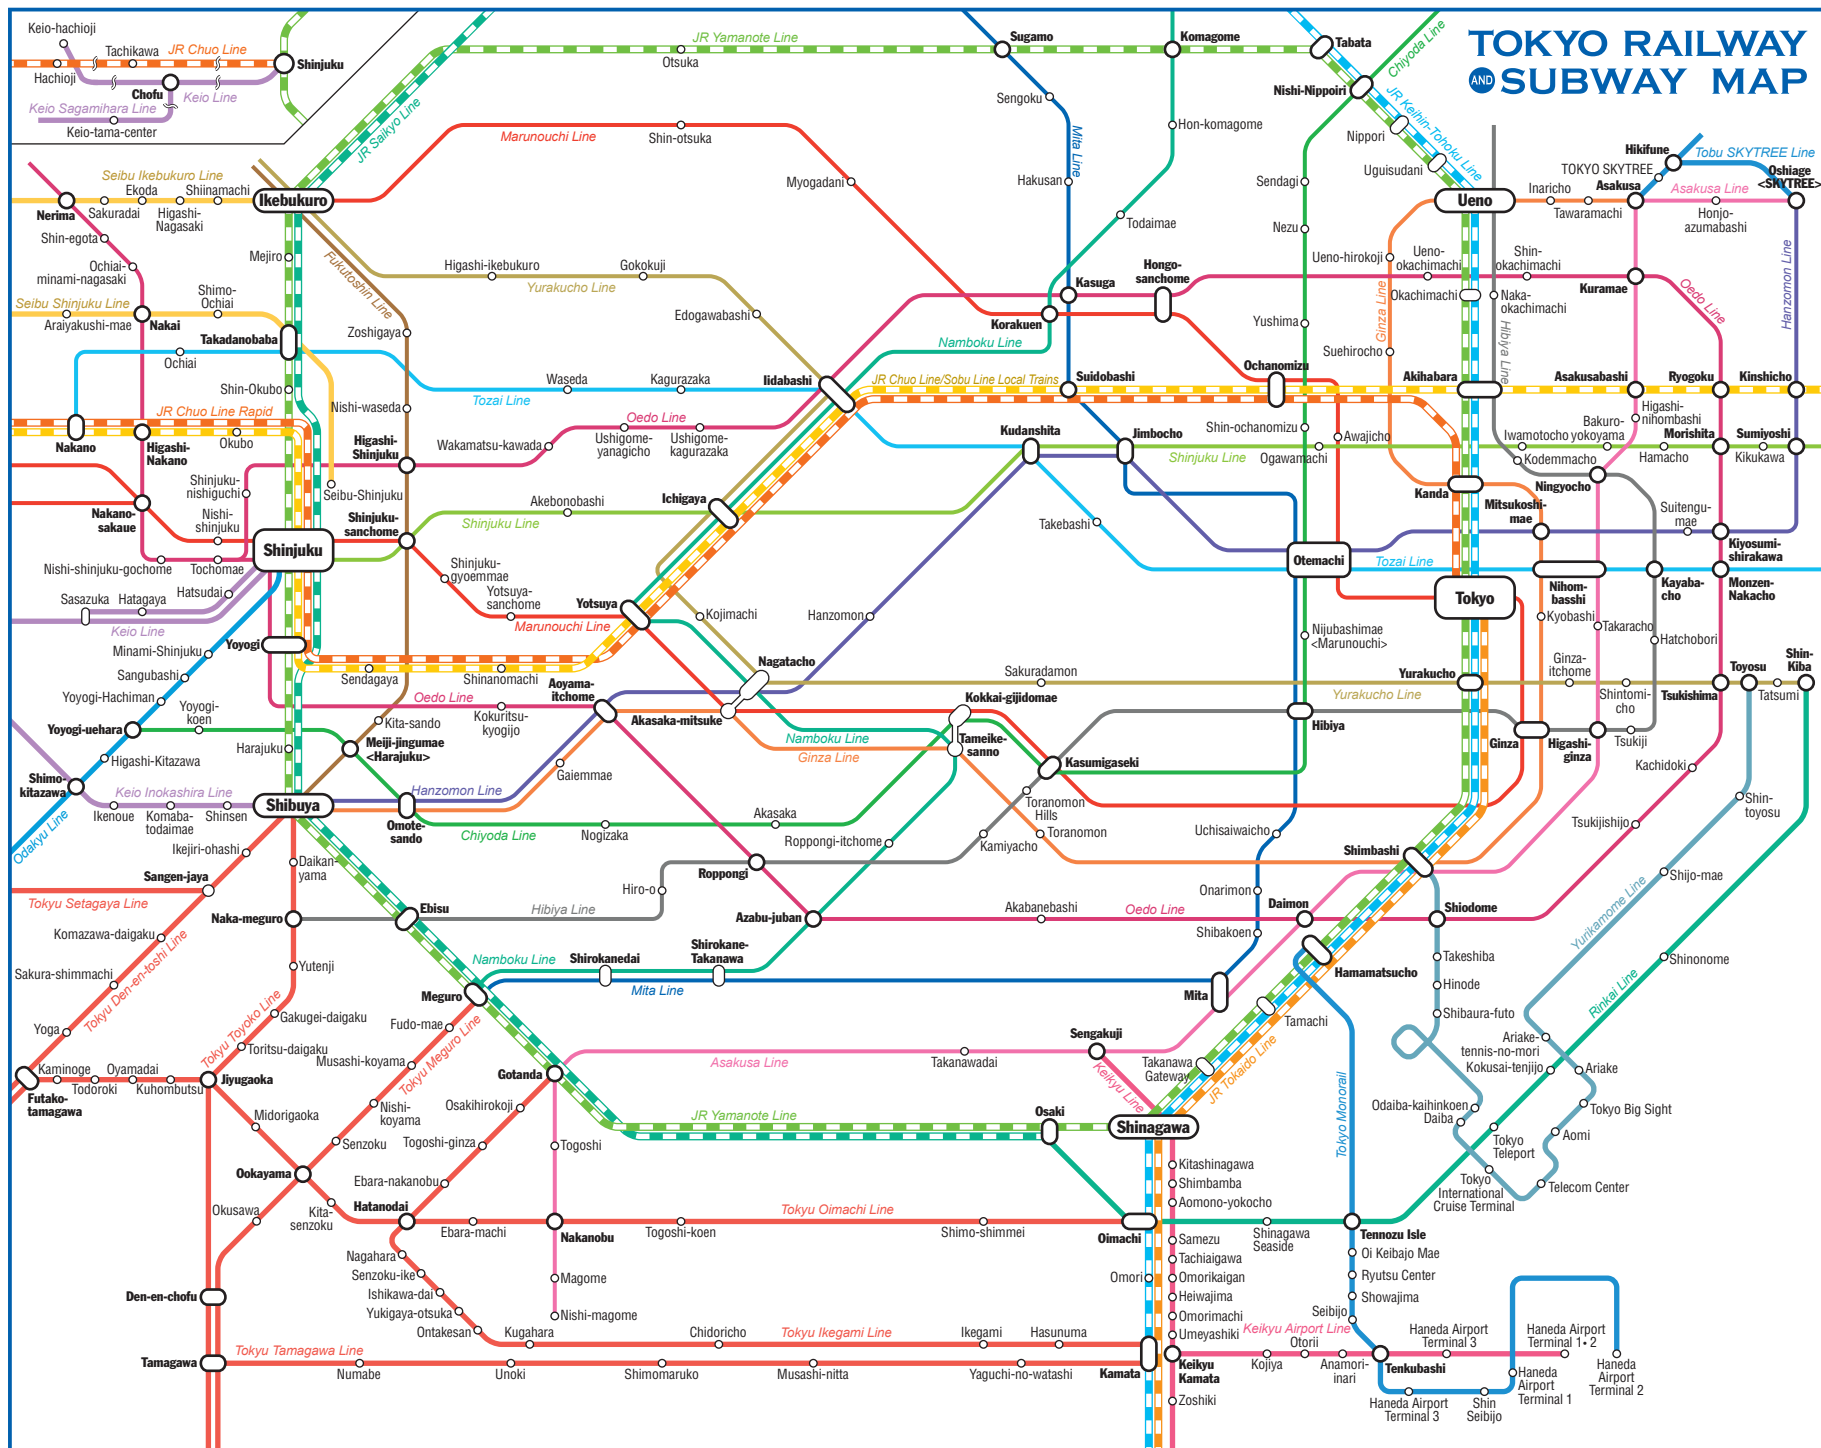 TOKYO RAILWAY
AND SUBWAY MAP
Keio-hachioji
Tachikawa
JR Chuo Line
Hachioji
Shinjuku
Chofu
Keio Line
Keio Sagamihara Line
Keio-tama-center
JR Saikyo Line
JR Yamanote Line
Otsuka
Sugamo
Komagome
Tabata
Chiyoda Line
Sengoku
Nishi-Nippoiri
JR Keihin-Tohoku Line
Marunouchi Line
Shin-otsuka
Mita Line
Hon-komagome
Nippori
Uguisudani
Hikifune
Tobu SKYTREE Line
TOKYO SKYTREE
Oshiage
<SKYTREE>
Seibu Ikebukuro Line
Ekoda
Shiinamachi
Nerima
Sakuradai
Higashi-
Nagasaki
Ikebukuro
Myogadani
Hakusan
Sendagi
Ueno
Inaricho
Tawaramachi
Asakusa
Asakusa Line
Honjo-
azumabashi
Shin-egota
Todaimae
Nezu
Ochiai-
minami-nagasaki
Mejiro
Fukutoshin Line
Higashi-ikebukuro
Gokokuji
Yurakucho Line
Hongo-
sanchome
Ueno-hirokoji
Ueno-
okachimachi
Shin-
okachimachi
Kuramae
Oedo Line
Hanzomon Line
Seibu Shinjuku Line
Shimo-
Ochiai
Araiyakushi-mae
Nakai
Kasuga
Okachimachi
Naka-
okachimachi
Edogawabashi
Korakuen
Yushima
Ginza Line
Hibiya Line
Takadanobaba
Zoshigaya
Ochiai
Namboku Line
Suehirocho
Shin-Okubo
Waseda
Kagurazaka
Tozai Line
Iidabashi
JR Chuo Line/Sobu Line Local Trains
Suidobashi
Ochanomizu
Akihabara
Asakusabashi
Ryogoku
Kinshicho
JR Chuo Line Rapid
Nishi-waseda
Oedo Line
Nakano
Higashi-
Nakano
Okubo
Higashi-
Shinjuku
Wakamatsu-kawada
Ushigome-
yanagicho
Ushigome-
kagurazaka
Kudanshita
Jimbocho
Shinjuku Line
Shin-ochanomizu
Awajicho
Ogawamachi
Iwamotocho
Bakuro-
yokoyama
Higashi-
nihombashi
Hamacho
Morishita
Sumiyoshi
Kikukawa
Kodemmacho
Shinjuku-
nishiguchi
Seibu-Shinjuku
Kanda
Ningyocho
Nakano-
sakaue
Nishi-
shinjuku
Shinjuku-
sanchome
Akebonobashi
Shinjuku Line
Ichigaya
Takebashi
Mitsukoshi-
mae
Suitengu-
mae
Kiyosumi-
shirakawa
Shinjuku
Nishi-shinjuku-gochome
Tochomae
Otemachi
Tozai Line
Shinjuku-
gyoemmae
Nihom-
basshi
Kayaba-
cho
Monzen-
Nakacho
Sasazuka
Hatagaya
Hatsudai
Yotsuya-
sanchome
Yotsuya
Tokyo
Keio Line
Marunouchi Line
Kojimachi
Hanzomon
Kyobashi
Takaracho
Hatchobori
Nijubashimae
<Marunouchi>
Minami-Shinjuku
Yoyogi
Sangubashi
Sendagaya
Shinanomachi
Nagatacho
Sakuradamon
Yurakucho
Ginza-
itchome
Shintomi-
cho
Tsukishima
Toyosu
Tatsumi
Shin-
Kiba
Yoyogi-Hachiman
Oedo Line
Aoyama-
itchome
Yurakucho Line
Yoyogi-
koen
Kokuritsu-
kyogijo
Akasaka-mitsuke
Kokkai-gijidomae
Hibiya
Yoyogi-uehara
Kita-sando
Harajuku
Meiji-jingumae
<Harajuku>
Namboku Line
Ginza Line
Tameike-
sanno
Ginza
Higashi-
ginza
Tsukiji
Higashi-Kitazawa
Gaiemmae
Kasumigaseki
Kachidoki
Shimo-
kitazawa
Keio Inokashira Line
Hanzomon Line
Ikenoue
Komaba-
todaimae
Shinsen
Shibuya
Omote-
sando
Toranomon
Hills
Shin-
toyosu
Odakyu Line
Chiyoda Line
Nogizaka
Akasaka
Toranomon
Uchisaiwaicho
Tsukijishijo
Ikejiri-ohashi
Daikan-
yama
Roppongi-itchome
Kamiyacho
Shimbashi
Sangen-jaya
Roppongi
Shijo-mae
Tokyu Setagaya Line
Hiro-o
Onarimon
Naka-meguro
Ebisu
Hibiya Line
Azabu-juban
Akabanebashi
Oedo Line
Daimon
Shiodome
Yurikamome Line
Komazawa-daigaku
Shibakoen
Tokyu Den-en-toshi Line
Namboku Line
Shirokanedai
Shirokane-
Takanawa
Hamamatsucho
Takeshiba
Shinonome
Sakura-shimmachi
Yutenji
Mita Line
Meguro
Mita
Hinode
Rinkai Line
Tokyu Toyoko Line
Gakugei-daigaku
Fudo-mae
Tokyu Meguro Line
Tamachi
Shibaura-futo
Yoga
Toritsu-daigaku
Musashi-koyama
Sengakuji
Asakusa Line
Takanawadai
Takanawa
Gateway
JR Tokaido Line
Ariake-
tennis-no-mori
Kokusai-tenjijo
Ariake
Kaminoge
Oyamadai
Todoroki
Kuhombutsu
Jiyugaoka
Futako-
tamagawa
Gotanda
Keikyu Line
Nishi-
koyama
Osakihirokoji
JR Yamanote Line
Osaki
Shinagawa
Tokyo Monorail
Odaiba-kaihinkoen
Daiba
Tokyo Big Sight
Midorigaoka
Senzoku
Togoshi-ginza
Togoshi
Tokyo
Teleport
Aomi
Ookayama
Ebara-nakanobu
Kitashinagawa
Shimbamba
Aomono-yokocho
Tokyo
International
Cruise Terminal
Telecom Center
Okusawa
Kita-
senzoku
Hatanodai
Ebara-machi
Nakanobu
Togoshi-koen
Tokyu Oimachi Line
Shimo-shimmei
Oimachi
Shinagawa
Seaside
Tennozu Isle
Nagahara
Samezu
Tachiaigawa
Oi Keibajo Mae
Senzoku-ike
Magome
Omori
Omorikaigan
Ryutsu Center
Ishikawa-dai
Heiwajima
Showajima
Den-en-chofu
Yukigaya-otsuka
Nishi-magome
Omorimachi
Seibijo
Ontakesan
Kugahara
Chidoricho
Tokyu Ikegami Line
Ikegami
Hasunuma
Umeyashiki
Keikyu Airport Line
Otorii
Haneda Airport
Terminal 3
Haneda Airport
Terminal 1•2
Tokyu Tamagawa Line
Tamagawa
Numabe
Unoki
Shimomaruko
Musashi-nitta
Yaguchi-no-watashi
Kamata
Keikyu
Kamata
Kojiya
Anamori-
inari
Tenkubashi
Haneda
Airport
Terminal 1
Haneda
Airport
Terminal 2
Zoshiki
Haneda Airport
Terminal 3
Shin
Seibijo